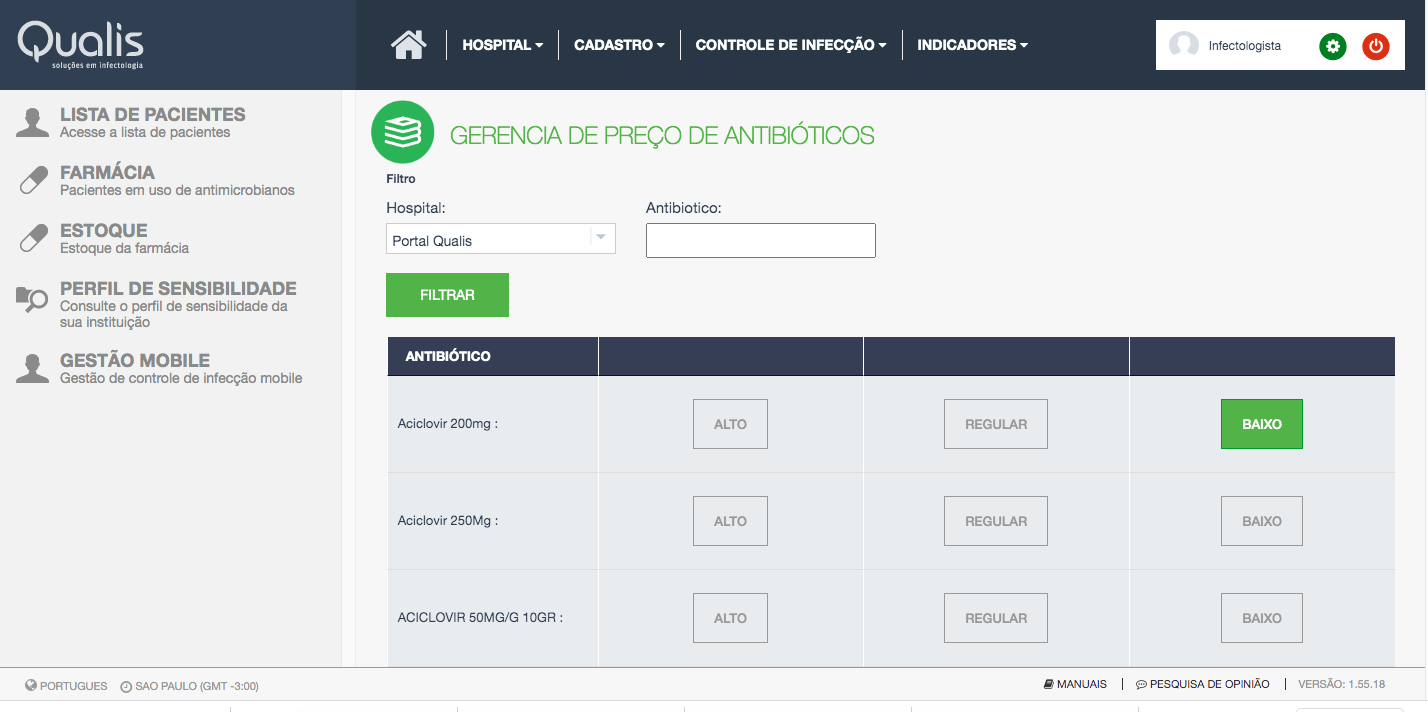 Qualis
soluções em infectologia
HOSPITAL
CADASTRO
CONTROLE DE INFECÇÃO
INDICADORES
Infectologista
LISTA DE PACIENTES
Acesse a lista de pacientes
FARMÁCIA
Pacientes em uso de antimicrobianos
ESTOQUE
Estoque da farmácia
PERFIL DE SENSIBILIDADE
Consulte o perfil de sensibilidade da
sua instituição
GESTÃO MOBILE
Gestão de controle de infecção mobile
GERENCIA DE PREÇO DE ANTIBIÓTICOS
Filtro
Hospital:
Antibiotico:
Portal Qualis
FILTRAR
ANTIBIÓTICO
Aciclovir 200mg :
ALTO
REGULAR
BAIXO
Aciclovir 250Mg :
ALTO
REGULAR
BAIXO
ACICLOVIR 50MG/G 10GR :
ALTO
REGULAR
BAIXO
PORTUGUES
SAO PAULO (GMT -3:00)
MANUAIS
PESQUISA DE OPINIÃO
VERSÃO: 1.55.18